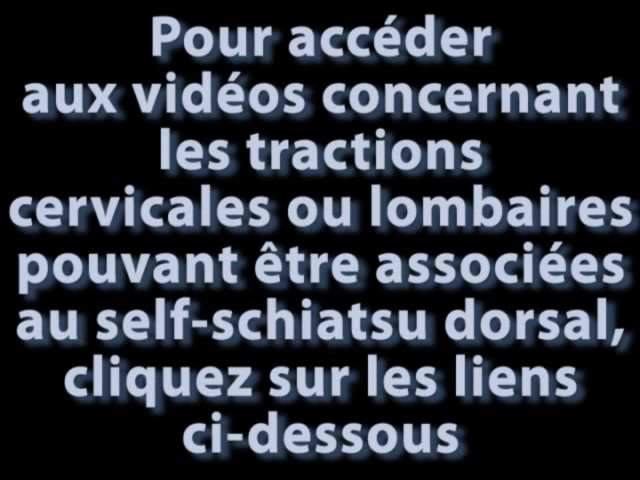 Pour accéder
aux vidéos concernant
les tractions
cervicales ou lombaires
pouvant être associées
au self-schiatsu dorsal,
cliquez sur les liens
ci-dessous